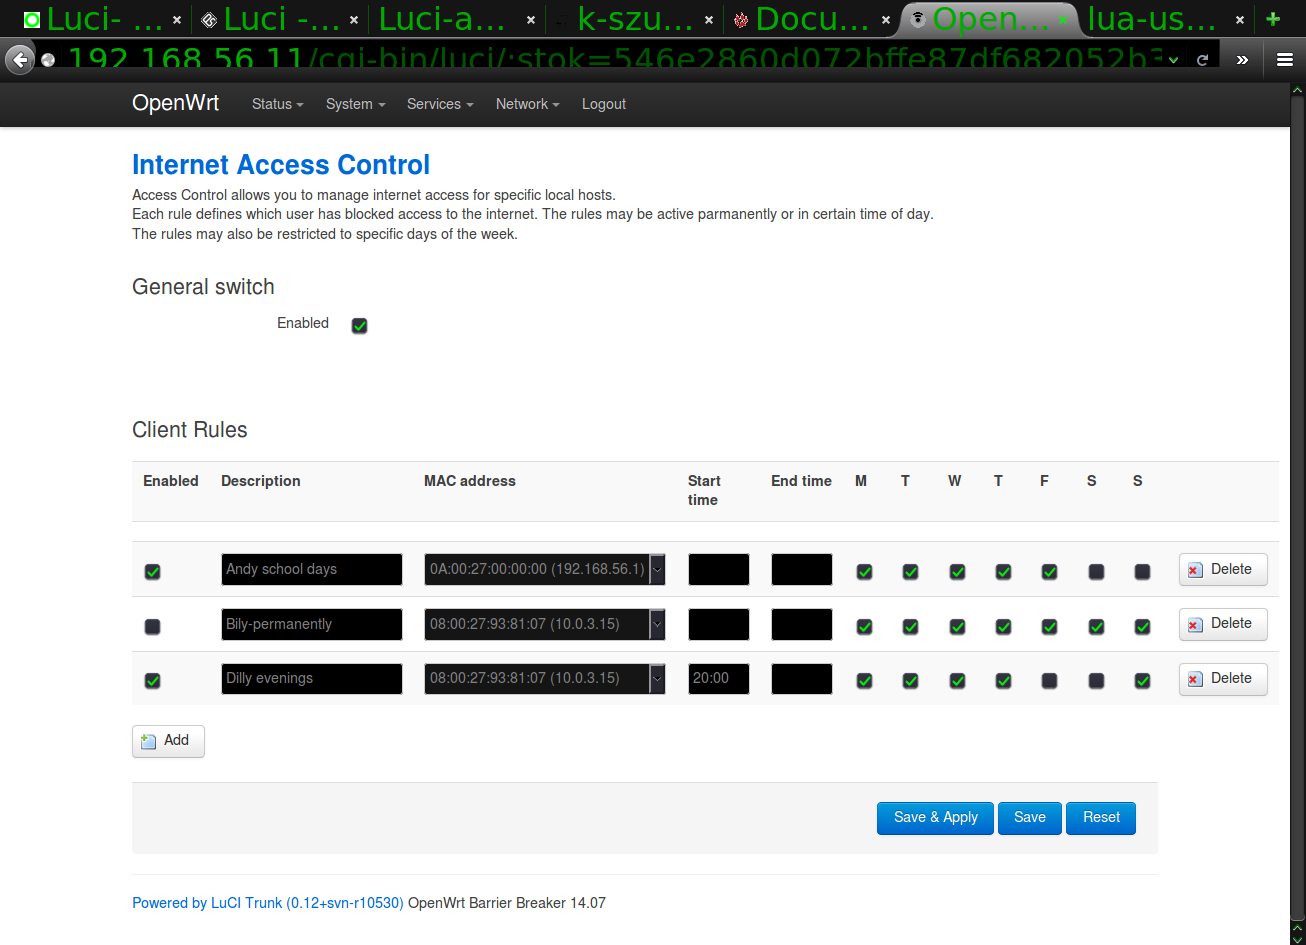 Luci- ... Luci -... Luci-a... k-szu... Docu... Open... lua-us...
192.168.56.11/cgi-bin/luci/;stok=546e2860d072bffe87df682052b3
OpenWrt Status System Services Network Logout
Internet Access Control
Access Control allows you to manage internet access for specific local hosts.
Each rule defines which user has blocked access to the internet. The rules may be active parmanently or in certain time of day.
The rules may also be restricted to specific days of the week.
General switch
Enabled
Client Rules
Enabled Description MAC address Start time End time M T W T F S S
Andy school days 0A:00:27:00:00:00 (192.168.56.1) Delete
Bily-permanently 08:00:27:93:81:07 (10.0.3.15) Delete
Dilly evenings 08:00:27:93:81:07 (10.0.3.15) 20:00 Delete
Add
Save & Apply Save Reset
Powered by LuCI Trunk (0.12+svn-r10530) OpenWrt Barrier Breaker 14.07